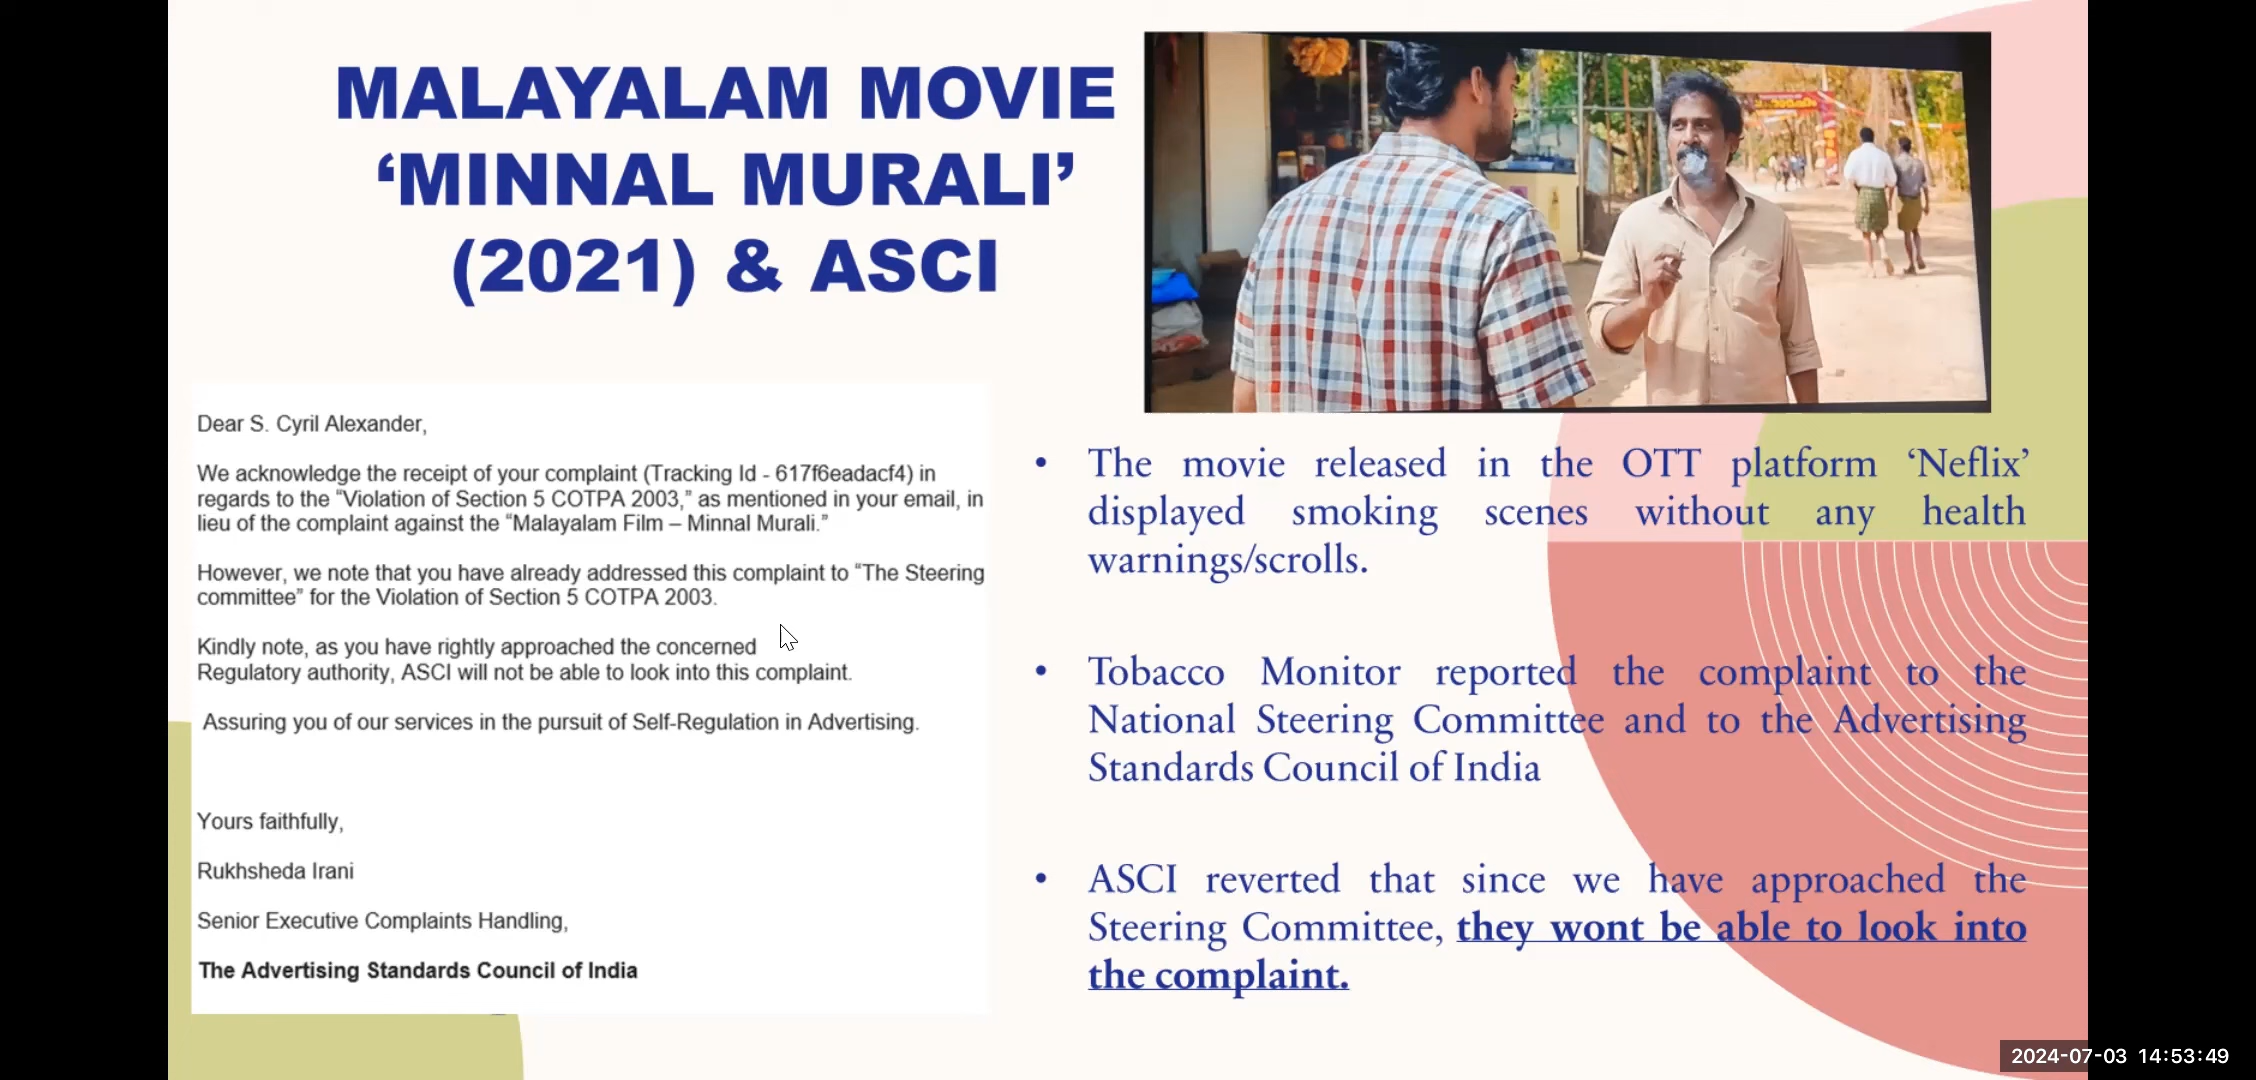 MALAYALAM MOVIE
‘MINNAL MURALI’
(2021) & ASCI
Dear S. Cyril Alexander,
We acknowledge the receipt of your complaint (Tracking Id - 617f6eadacf4) in
regards to the “Violation of Section 5 COTPA 2003,” as mentioned in your email, in
lieu of the complaint against the “Malayalam Film – Minnal Murali.”
However, we note that you have already addressed this complaint to “The Steering
committee” for the Violation of Section 5 COTPA 2003.
Kindly note, as you have rightly approached the concerned
Regulatory authority, ASCI will not be able to look into this complaint.
Assuring you of our services in the pursuit of Self-Regulation in Advertising.
Yours faithfully,
Rukhsheda Irani
Senior Executive Complaints Handling,
The Advertising Standards Council of India
• The movie released in the OTT platform ‘Neflix’
displayed smoking scenes without any health
warnings/scrolls.
• Tobacco Monitor reported the complaint to the
National Steering Committee and to the Advertising
Standards Council of India
• ASCI reverted that since we have approached the
Steering Committee, they wont be able to look into
the complaint.
2024-07-03 14:53:49